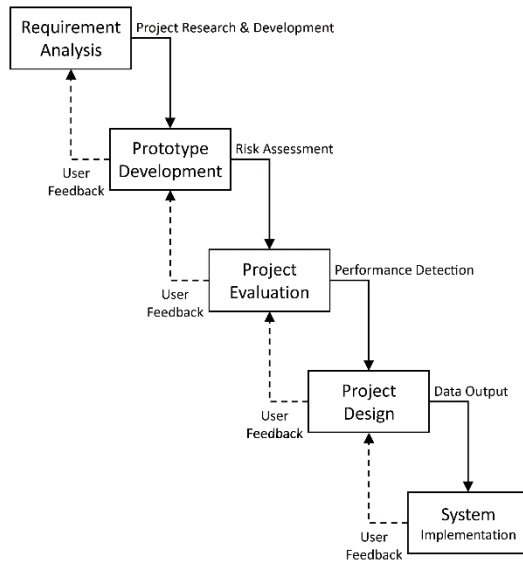 Requirement
Analysis
Project Research & Development
User
Feedback
Prototype
Development
Risk Assessment
User
Feedback
Project
Evaluation
Performance Detection
User
Feedback
Project
Design
Data Output
User
Feedback
System
Implementation